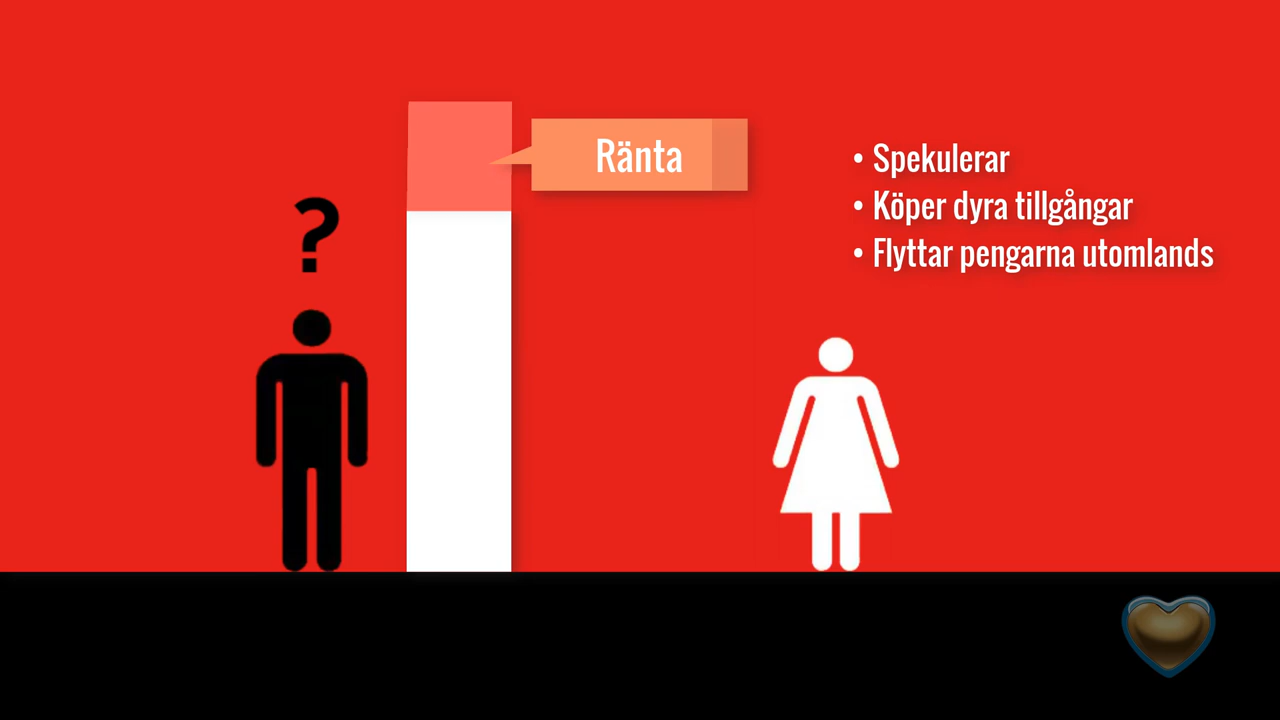 Ränta
• Spekulerar
• Köper dyra tillgångar
• Flyttar pengarna utomlands
?